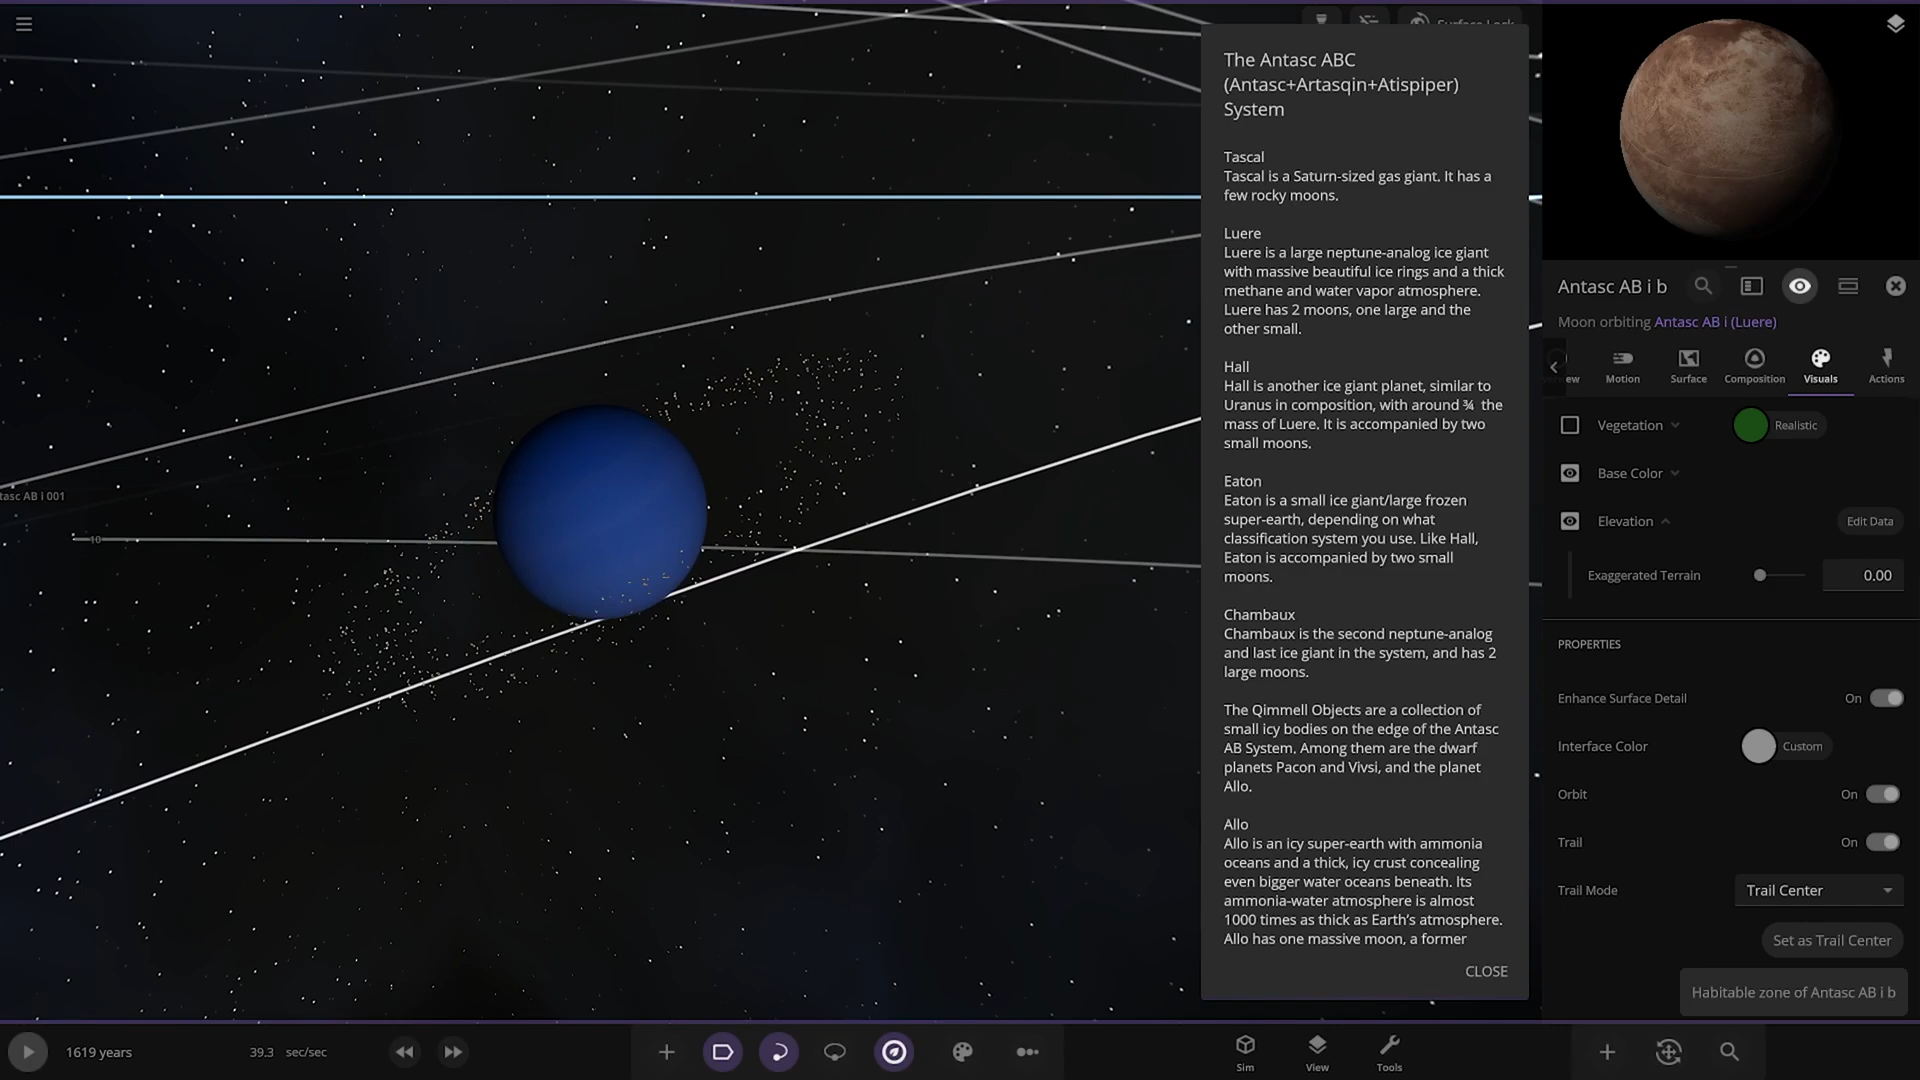 Surface Lock
The Antasc ABC
(Antasc+Artasqin+Atispiper)
System
Tascal
Tascal is a Saturn-sized gas giant. It has a
few rocky moons.
Luere
Luere is a large neptune-analog ice giant
with massive beautiful ice rings and a thick
methane and water vapor atmosphere.
Luere has 2 moons, one large and the
other small.
Hall
Hall is another ice giant planet, similar to
Uranus in composition, with around ¾ the
mass of Luere. It is accompanied by two
small moons.
Eaton
Eaton is a small ice giant/large frozen
super-earth, depending on what
classification system you use. Like Hall,
Eaton is accompanied by two small
moons.
Chambaux
Chambaux is the second neptune-analog
and last ice giant in the system, and has 2
large moons.
The Qimmell Objects are a collection of
small icy bodies on the edge of the Antasc
AB System. Among them are the dwarf
planets Pacon and Vivsi, and the planet
Allo.
Allo
Allo is an icy super-earth with ammonia
oceans and a thick, icy crust concealing
even bigger water oceans beneath. Its
ammonia-water atmosphere is almost
1000 times as thick as Earth’s atmosphere.
Allo has one massive moon, a former
CLOSE
tasc AB i 001
10
Antasc AB i b
Moon orbiting Antasc AB i (Luere)
ew Motion Surface Composition Visuals Actions
Vegetation Realistic
Base Color
Elevation Edit Data
Exaggerated Terrain 0.00
PROPERTIES
Enhance Surface Detail On
Interface Color Custom
Orbit On
Trail On
Trail Mode Trail Center
Set as Trail Center
Habitable zone of Antasc AB i b
1619 years 39.3 sec/sec
Sim View Tools